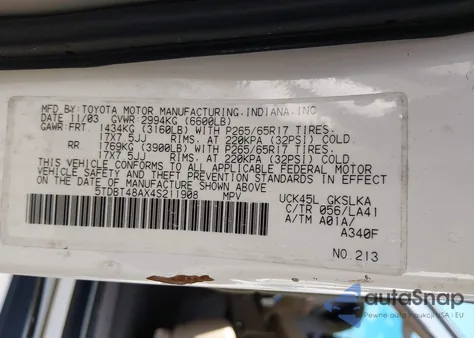 MFD.BY:TOYOTA MOTOR MANUFACTURING.INDIANA.INC
DATE 11/03 GVWR 2994KG (6600LB)
GAWR:FRT. 1434KG (3160LB) WITH P265/65R17 TIRES.
17X7.5JJ RIMS. AT 220KPA (32PSI) COLD
RR 1769KG (3900LB) WITH P265/65R17 TIRES.
17X7.5JJ RIMS. AT 220KPA (32PSI) COLD
THIS VEHICLE CONFORMS TO ALL APPLICABLE FEDERAL MOTOR
VEHICLE SAFETY AND THEFT PREVENTION STANDARDS IN EFFECT
ON THE DATE OF MANUFACTURE SHOWN ABOVE.
5TDBT48AX4S211908 MPV
UCK45L GKSLKA
C/TR 056/LA41
A/TM A01A/
A340F
NO.213
autoSnap
Pewne auta z USA i EU